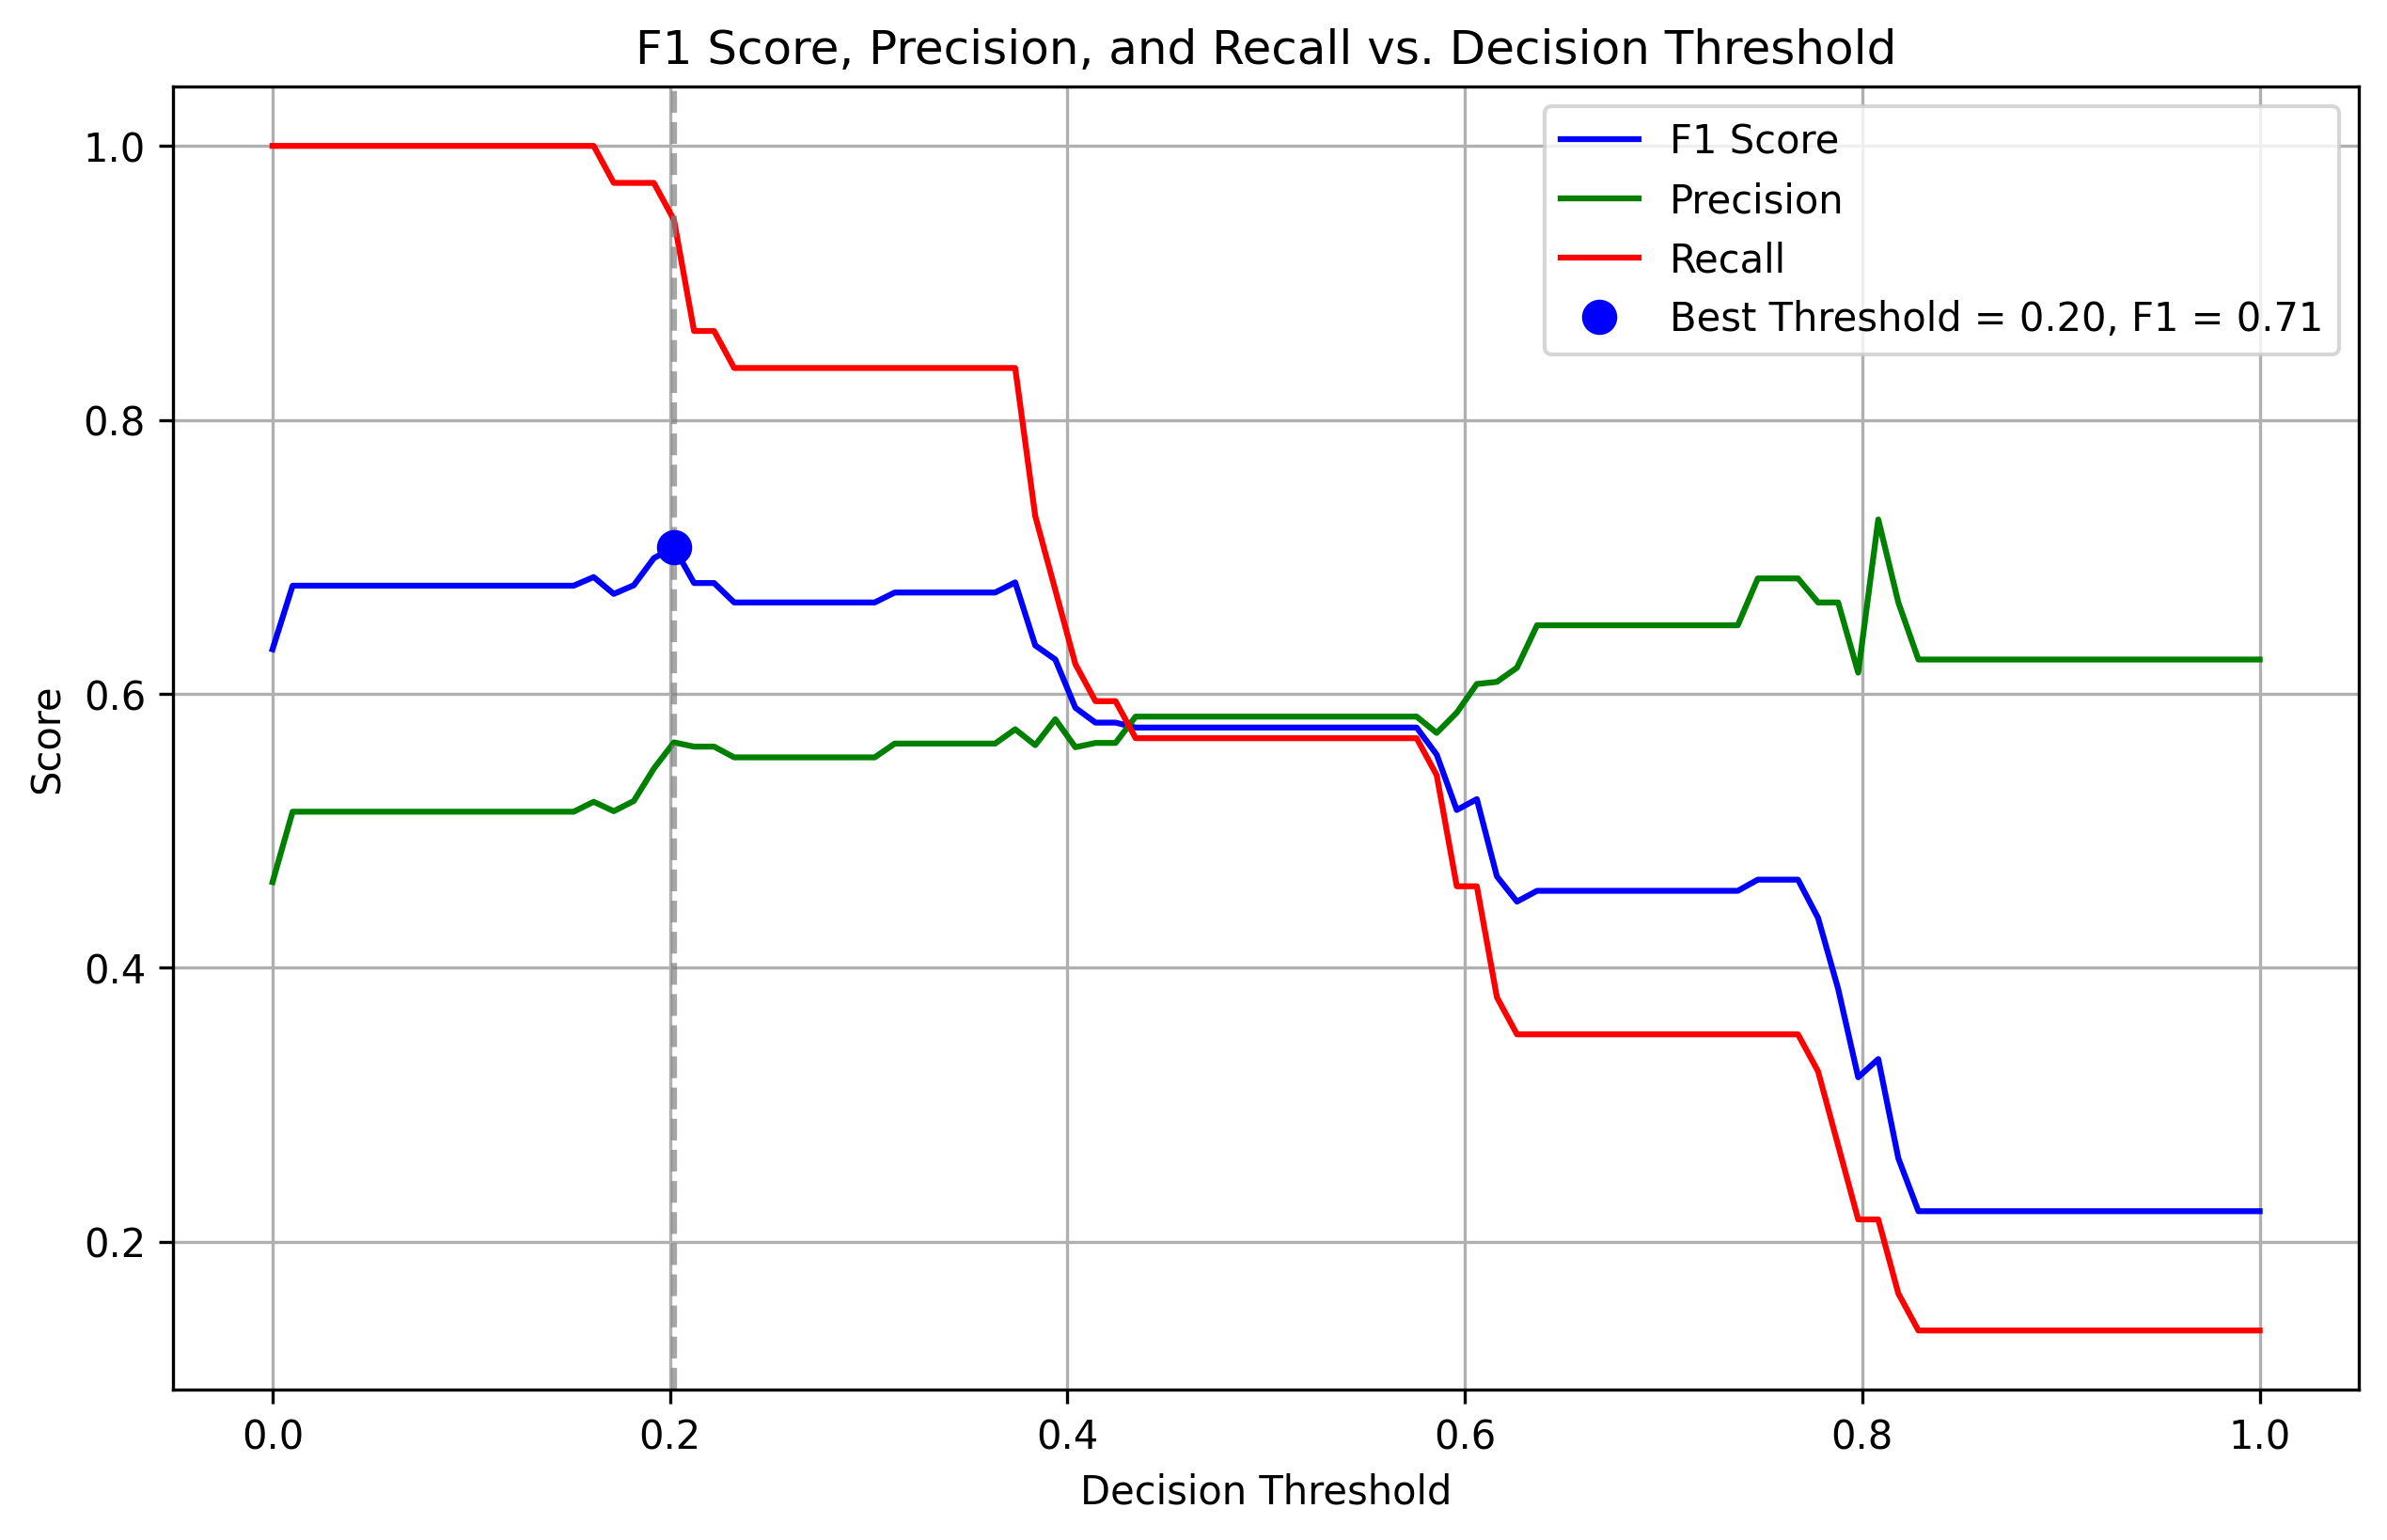 F1 Score, Precision, and Recall vs. Decision Threshold
F1 Score
Precision
Recall
Best Threshold = 0.20, F1 = 0.71
Score
1.0
0.8
0.6
0.4
0.2
0.0 0.2 0.4 0.6 0.8 1.0
Decision Threshold